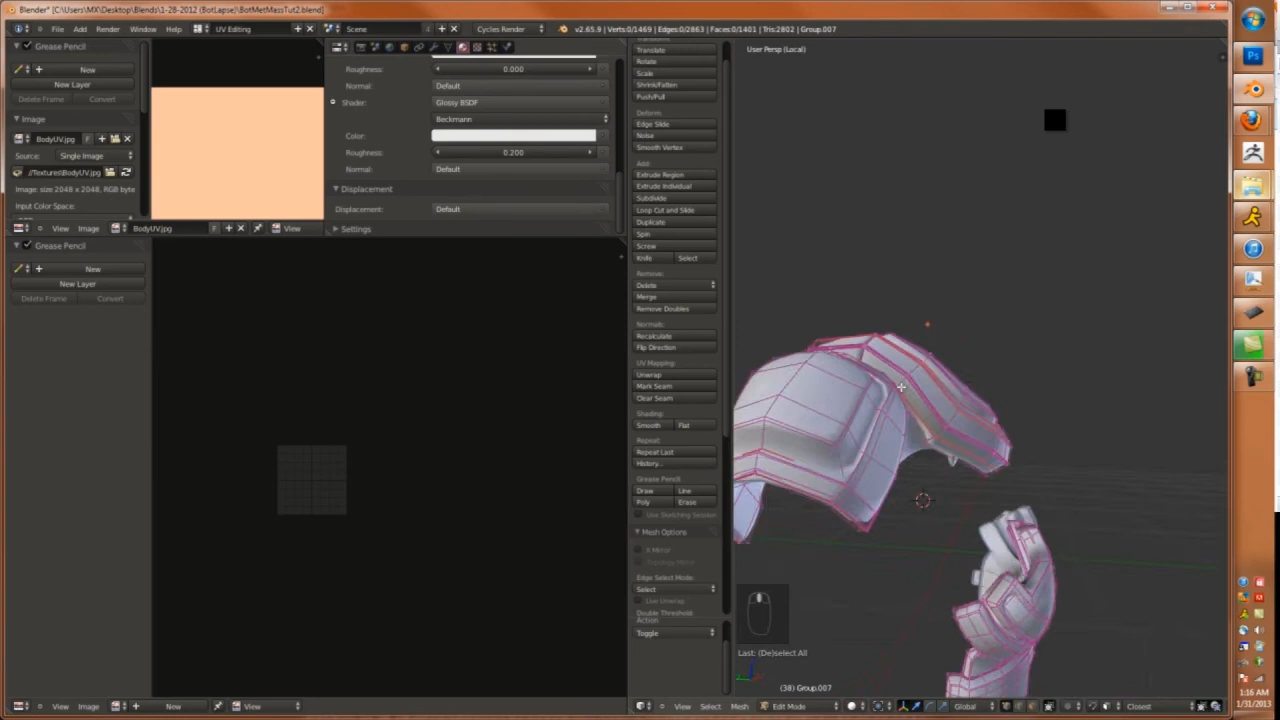 Blender* [C:\Users\MX\Desktop\Blends\1-28-2012 (BotLapse)\BotMetMassTut2.blend]
File Add Render Window Help UV Editing Scene Cycles Render v2.65.9 | Verts:0/1469 | Edges:0/2863 | Faces:0/1401 | Tris:2802 | Group.007
Grease Pencil
New
New Layer
Delete Frame Convert
Image
BodyUV.jpg F
Source: Single Image
//Textures\BodyUV.jpg
Image: size 2048 x 2048, RGB byte
Input Color Space:
View Image BodyUV.jpg F View
Roughness: 0.000
Normal: Default
Shader: Glossy BSDF
Beckmann
Color:
Roughness: 0.200
Normal: Default
Displacement
Displacement: Default
Settings
Grease Pencil
New
New Layer
Delete Frame Convert
View Image New View
Translate
Rotate
Scale
Shrink/Fatten
Push/Pull
Deform:
Edge Slide
Noise
Smooth Vertex
Add:
Extrude Region
Extrude Individual
Subdivide
Loop Cut and Slide
Duplicate
Spin
Screw
Knife Select
Remove:
Delete
Merge
Remove Doubles
Normals:
Recalculate
Flip Direction
UV Mapping:
Unwrap
Mark Seam
Clear Seam
Shading:
Smooth Flat
Repeat:
Repeat Last
History...
Grease Pencil:
Draw Line
Poly Erase
Use Sketching Session
Mesh Options
X Mirror
Topology Mirror
Edge Select Mode:
Select
Live Unwrap
Double Threshold:
Action
Toggle
User Persp (Local)
Last: (De)select All
(38) Group.007
View Select Mesh Edit Mode Global Closest
Ps
1:16 AM
1/31/2013